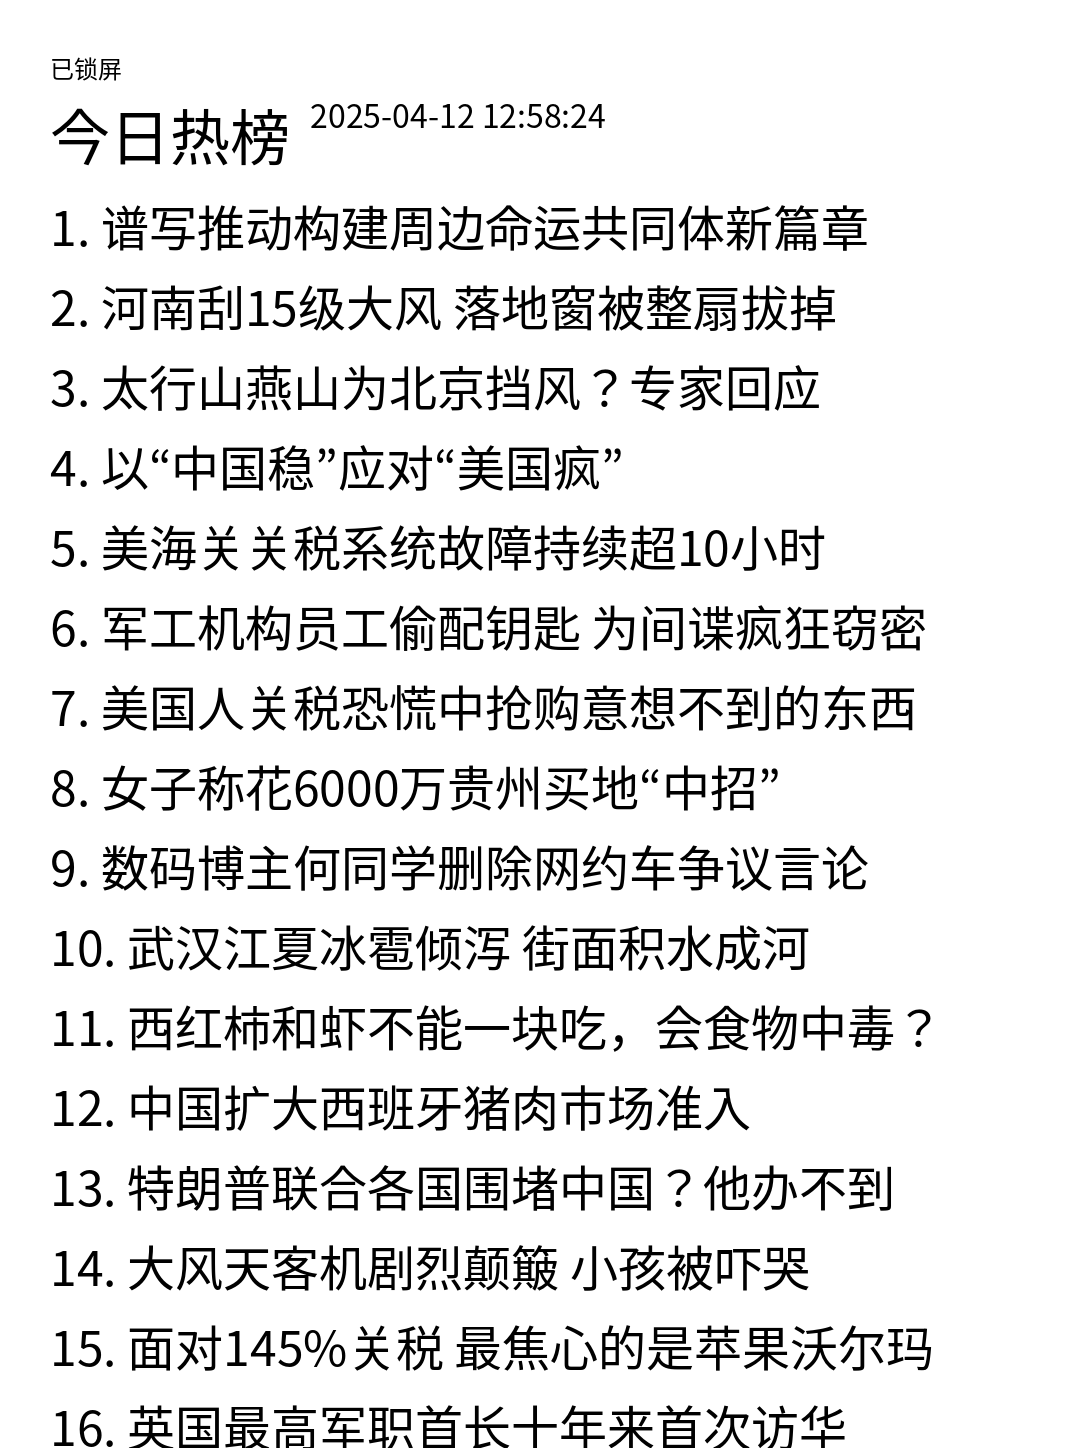 已锁屏
今日热榜 2025-04-12 12:58:24
1. 谱写推动构建周边命运共同体新篇章
2. 河南刮15级大风 落地窗被整扇拔掉
3. 太行山燕山为北京挡风？专家回应
4. 以“中国稳”应对“美国疯”
5. 美海关关税系统故障持续超10小时
6. 军工机构员工偷配钥匙 为间谍疯狂窃密
7. 美国人关税恐慌中抢购意想不到的东西
8. 女子称花6000万贵州买地“中招”
9. 数码博主何同学删除网约车争议言论
10. 武汉江夏冰雹倾泻 街面积水成河
11. 西红柿和虾不能一块吃，会食物中毒？
12. 中国扩大西班牙猪肉市场准入
13. 特朗普联合各国围堵中国？他办不到
14. 大风天客机剧烈颠簸 小孩被吓哭
15. 面对145%关税 最焦心的是苹果沃尔玛
16. 英国最高军职首长十年来首次访华